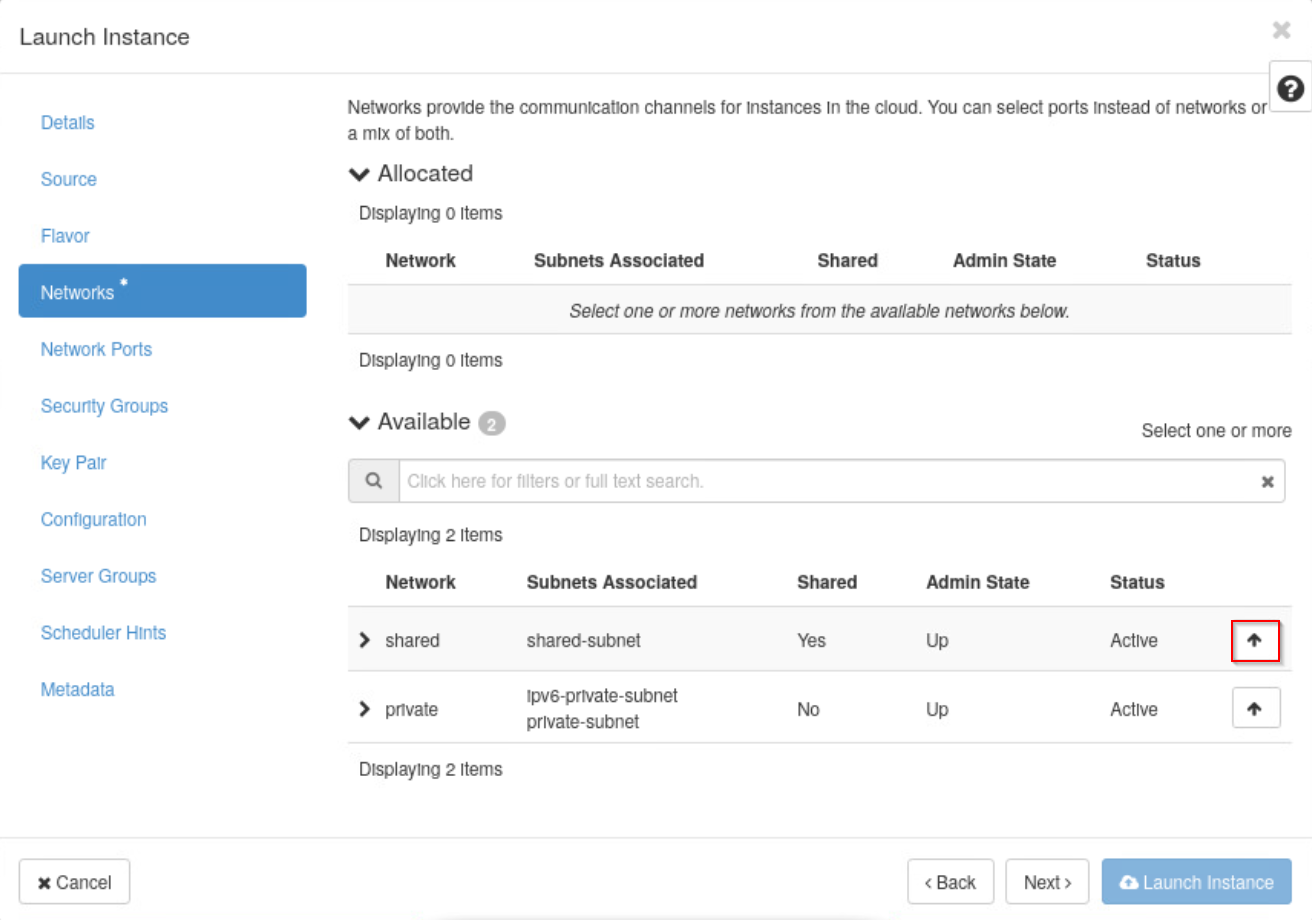 Launch Instance
Details
Source
Flavor
Networks *
Network Ports
Security Groups
Key Pair
Configuration
Server Groups
Scheduler Hints
Metadata
Networks provide the communication channels for instances in the cloud. You can select ports instead of networks or
a mix of both.
Allocated
Displaying 0 items
Network Subnets Associated Shared Admin State Status
Select one or more networks from the available networks below.
Displaying 0 items
Available 2
Select one or more
Click here for filters or full text search.
Displaying 2 items
Network Subnets Associated Shared Admin State Status
shared shared-subnet Yes Up Active
private ipv6-private-subnet No Up Active
private-subnet
Displaying 2 items
Cancel
< Back
Next >
Launch Instance